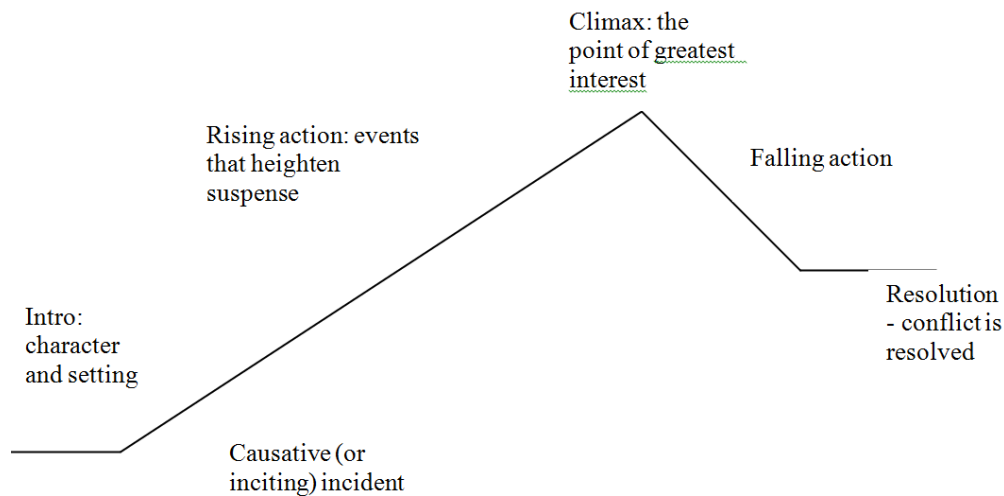 Climax: the
point of greatest
interest
Rising action: events
that heighten
suspense
Falling action
Intro:
character
and setting
Resolution
- conflict is
resolved
Causative (or
inciting) incident